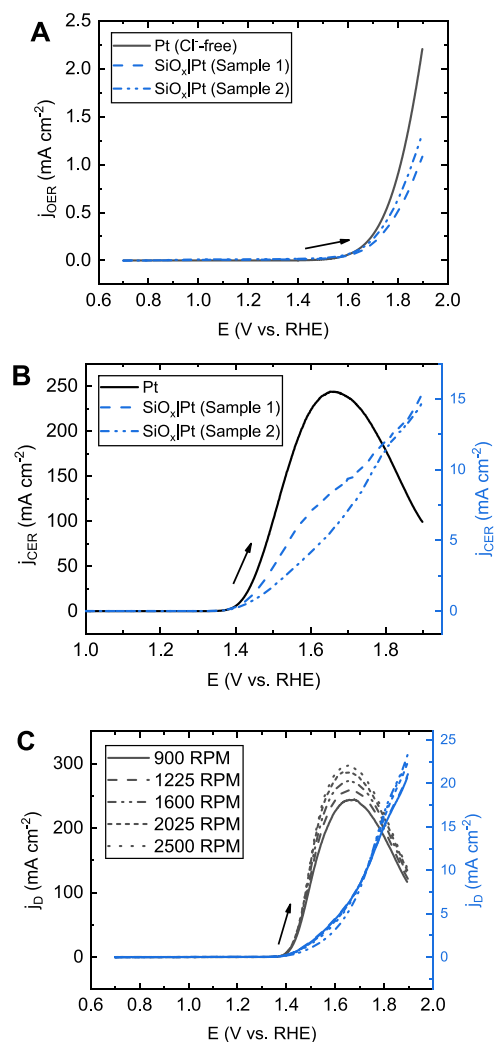 A
Pt (Cl⁻-free)
SiOₓ|Pt (Sample 1)
SiOₓ|Pt (Sample 2)
2.5
2.0
1.5
1.0
0.5
0.0
j_OER (mA cm⁻²)
0.6 0.8 1.0 1.2 1.4 1.6 1.8 2.0
E (V vs. RHE)
B
Pt
SiOₓ|Pt (Sample 1)
SiOₓ|Pt (Sample 2)
250
200
150
100
50
0
j_CER (mA cm⁻²)
15
10
5
0
j_CER (mA cm⁻²)
1.0 1.2 1.4 1.6 1.8
E (V vs. RHE)
C
900 RPM
1225 RPM
1600 RPM
2025 RPM
2500 RPM
300
200
100
0
j_D (mA cm⁻²)
25
20
15
10
5
0
j_D (mA cm⁻²)
0.6 0.8 1.0 1.2 1.4 1.6 1.8 2.0
E (V vs. RHE)